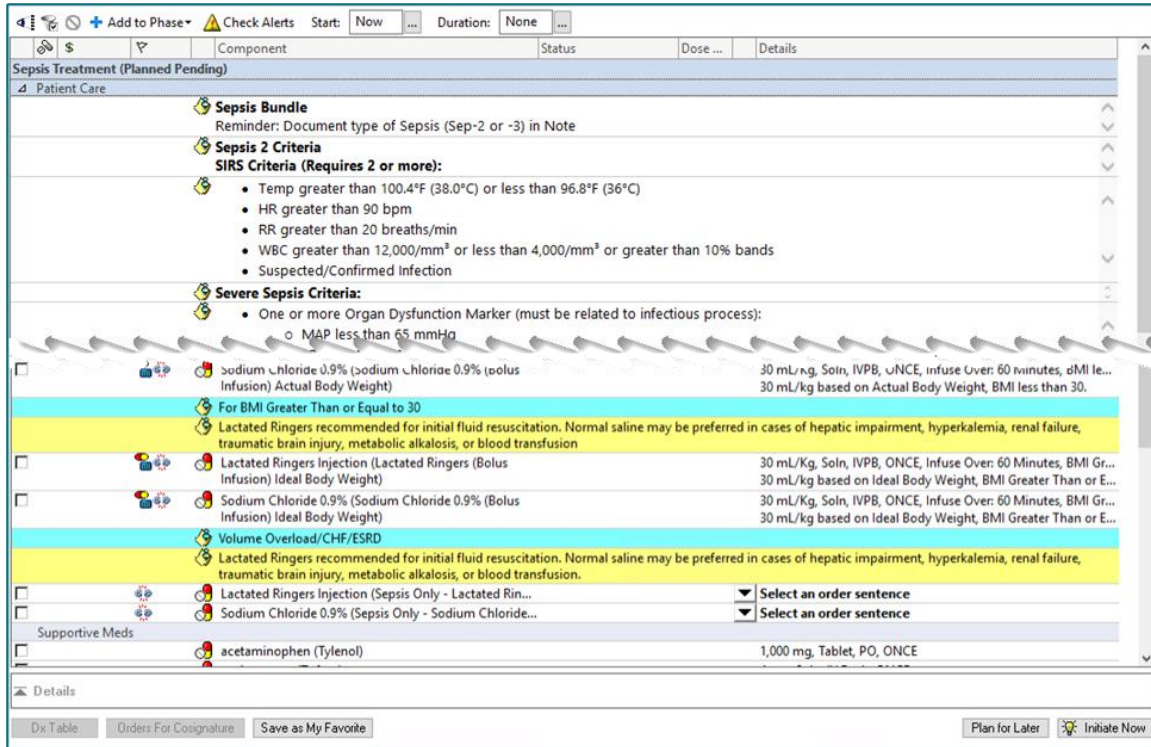 Add to Phase Check Alerts Start: Now ... Duration: None ...
$ Component Status Dose ... Details
Sepsis Treatment (Planned Pending)
Patient Care
Sepsis Bundle
Reminder: Document type of Sepsis (Sep-2 or -3) in Note
Sepsis 2 Criteria
SIRS Criteria (Requires 2 or more):
• Temp greater than 100.4°F (38.0°C) or less than 96.8°F (36°C)
• HR greater than 90 bpm
• RR greater than 20 breaths/min
• WBC greater than 12,000/mm³ or less than 4,000/mm³ or greater than 10% bands
• Suspected/Confirmed Infection
Severe Sepsis Criteria:
• One or more Organ Dysfunction Marker (must be related to infectious process):
o MAP less than 65 mmHg
Sodium Chloride 0.9% (Sodium Chloride 0.9% (Bolus 30 mL/Kg, Soln, IVPB, ONCE, Infuse Over: 60 Minutes, BMI le...
Infusion) Actual Body Weight) 30 mL/kg based on Actual Body Weight, BMI less than 30.
For BMI Greater Than or Equal to 30
Lactated Ringers recommended for initial fluid resuscitation. Normal saline may be preferred in cases of hepatic impairment, hyperkalemia, renal failure,
traumatic brain injury, metabolic alkalosis, or blood transfusion
Lactated Ringers Injection (Lactated Ringers (Bolus 30 mL/Kg, Soln, IVPB, ONCE, Infuse Over: 60 Minutes, BMI Gr...
Infusion) Ideal Body Weight) 30 mL/kg based on Ideal Body Weight, BMI Greater Than or E...
Sodium Chloride 0.9% (Sodium Chloride 0.9% (Bolus 30 mL/Kg, Soln, IVPB, ONCE, Infuse Over: 60 Minutes, BMI Gr...
Infusion) Ideal Body Weight) 30 mL/kg based on Ideal Body Weight, BMI Greater Than or E...
Volume Overload/CHF/ESRD
Lactated Ringers recommended for initial fluid resuscitation. Normal saline may be preferred in cases of hepatic impairment, hyperkalemia, renal failure,
traumatic brain injury, metabolic alkalosis, or blood transfusion.
Lactated Ringers Injection (Sepsis Only - Lactated Rin... Select an order sentence
Sodium Chloride 0.9% (Sepsis Only - Sodium Chloride... Select an order sentence
Supportive Meds
acetaminophen (Tylenol) 1,000 mg, Tablet, PO, ONCE
Details
Dx Table Orders For Cosignature Save as My Favorite Plan for Later Initiate Now